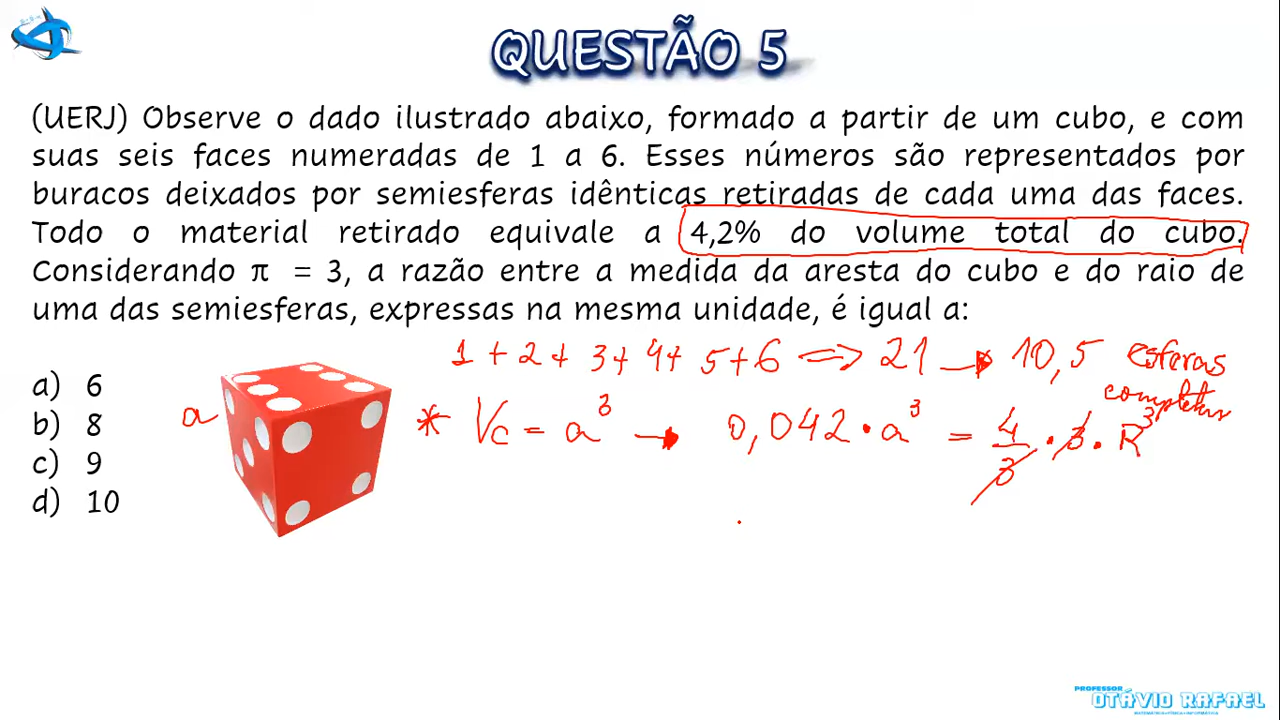 QUESTÃO 5
(UERJ) Observe o dado ilustrado abaixo, formado a partir de um cubo, e com
suas seis faces numeradas de 1 a 6. Esses números são representados por
buracos deixados por semiesferas idênticas retiradas de cada uma das faces.
Todo o material retirado equivale a 4,2% do volume total do cubo.
Considerando π = 3, a razão entre a medida da aresta do cubo e do raio de
uma das semiesferas, expressas na mesma unidade, é igual a:
1 + 2 + 3 + 4 + 5 + 6 => 21 → 10,5 esferas
completas
a) 6
b) 8
c) 9
d) 10
a
* Vc = a³ → 0,042 · a³ = 4/3 · 3 · R³
PROFESSOR
OTÁVIO RAFAEL